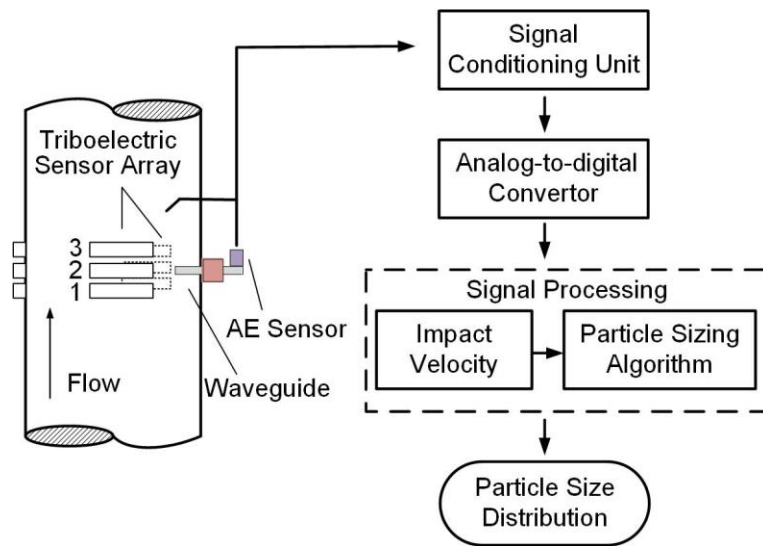 Signal
Conditioning Unit
Triboelectric
Sensor Array
Analog-to-digital
Convertor
3
2
1
AE Sensor
Waveguide
Flow
Signal Processing
Impact
Velocity
Particle Sizing
Algorithm
Particle Size
Distribution